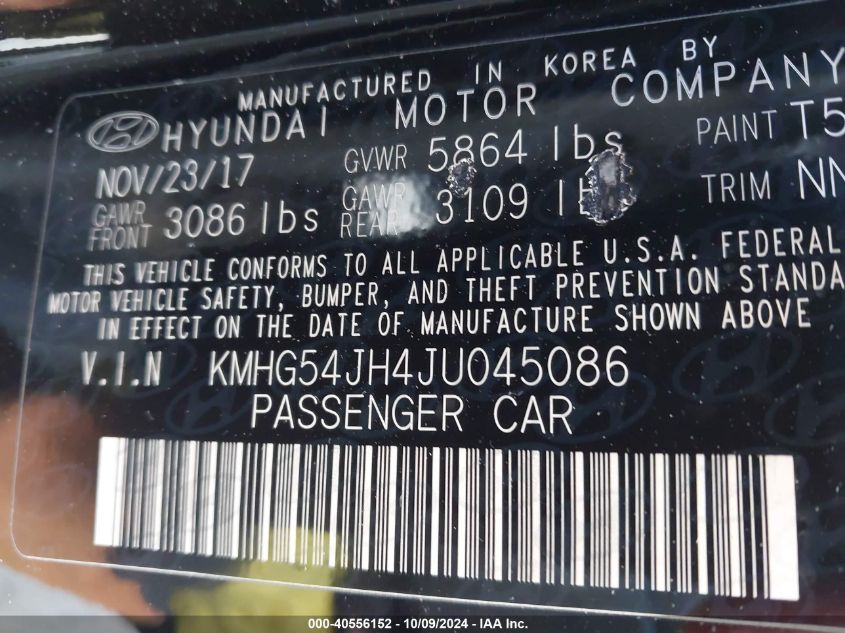 MANUFACTURED IN KOREA BY
HYUNDAI MOTOR COMPANY
NOV/23/17 GVWR 5864 lbs PAINT T5
GAWR FRONT 3086 lbs GAWR REAR 3109 TRIM NN
THIS VEHICLE CONFORMS TO ALL APPLICABLE U.S.A. FEDERAL
MOTOR VEHICLE SAFETY, BUMPER, AND THEFT PREVENTION STANDA
IN EFFECT ON THE DATE OF MANUFACTURE SHOWN ABOVE
V.I.N KMHG54JH4JU045086
PASSENGER CAR
000-40556152 - 10/09/2024 - IAA Inc.